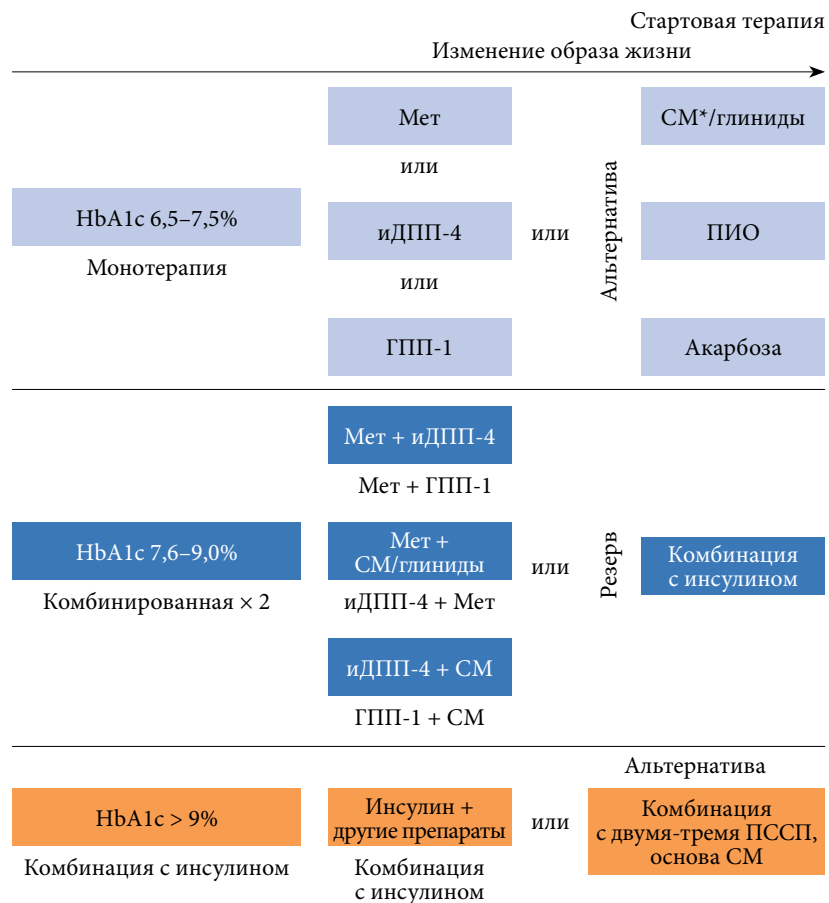 Стартовая терапия
Изменение образа жизни
Мет
СМ*/глиниды
или
HbA1c 6,5–7,5%
иДПП-4
или
Альтернатива
ПИО
Монотерапия
или
ГПП-1
Акарбоза
Мет + иДПП-4
Мет + ГПП-1
HbA1c 7,6–9,0%
Мет +
СМ/глиниды
или
Резерв
Комбинация
с инсулином
Комбинированная × 2
иДПП-4 + Мет
иДПП-4 + СМ
ГПП-1 + СМ
Альтернатива
HbA1c > 9%
Инсулин +
другие препараты
или
Комбинация
с двумя-тремя ПССП,
основа СМ
Комбинация с инсулином
Комбинация
с инсулином